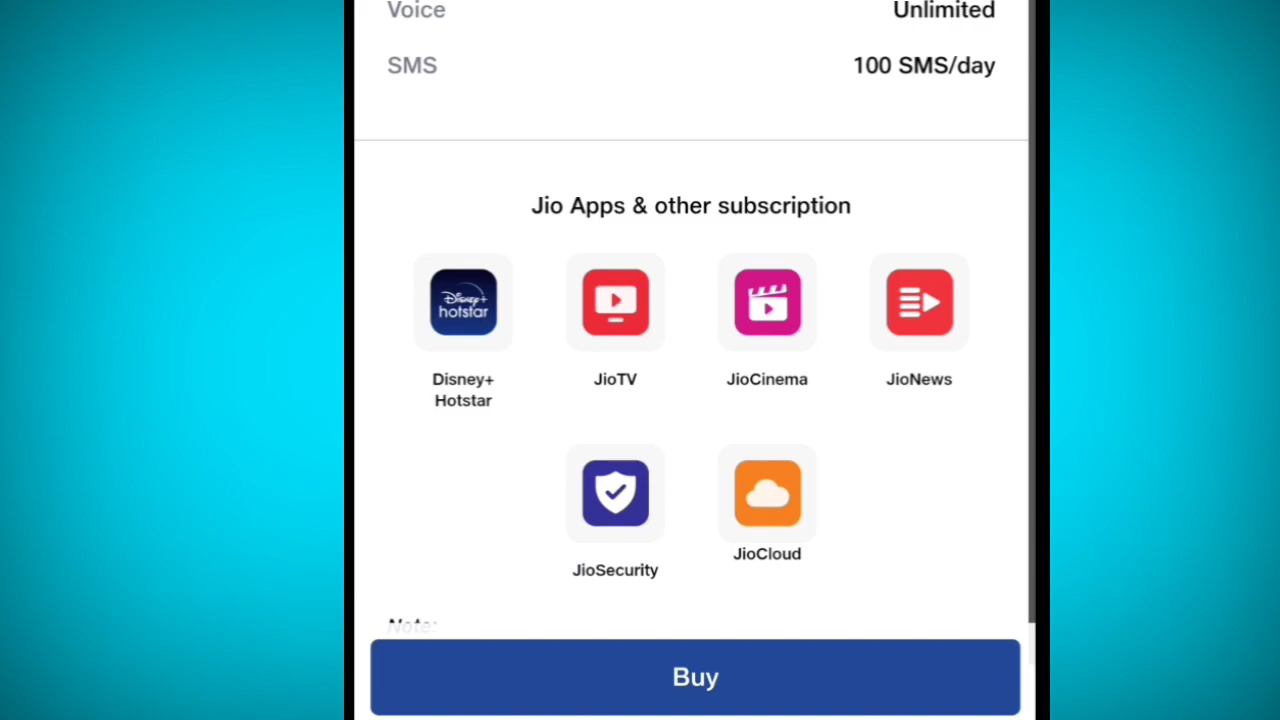 Voice Unlimited
SMS 100 SMS/day
Jio Apps & other subscription
Disney+
hotstar
Disney+
Hotstar
JioTV
JioCinema
JioNews
JioSecurity
JioCloud
Note:
Buy